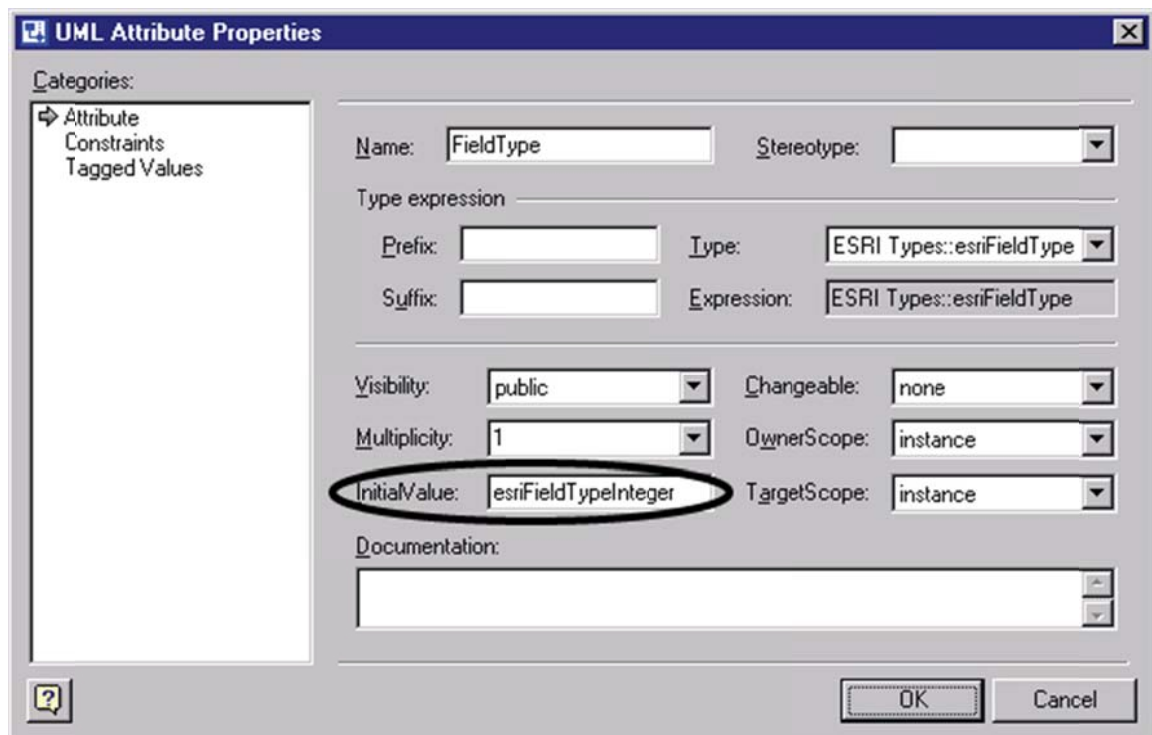 UML Attribute Properties
Categories:
Attribute
Constraints
Tagged Values
Name: FieldType Stereotype:
Type expression
Prefix: Type: ESRI Types::esriFieldType
Suffix: Expression: ESRI Types::esriFieldType
Visibility: public Changeable: none
Multiplicity: 1 OwnerScope: instance
InitialValue: esriFieldTypeInteger TargetScope: instance
Documentation:
OK Cancel